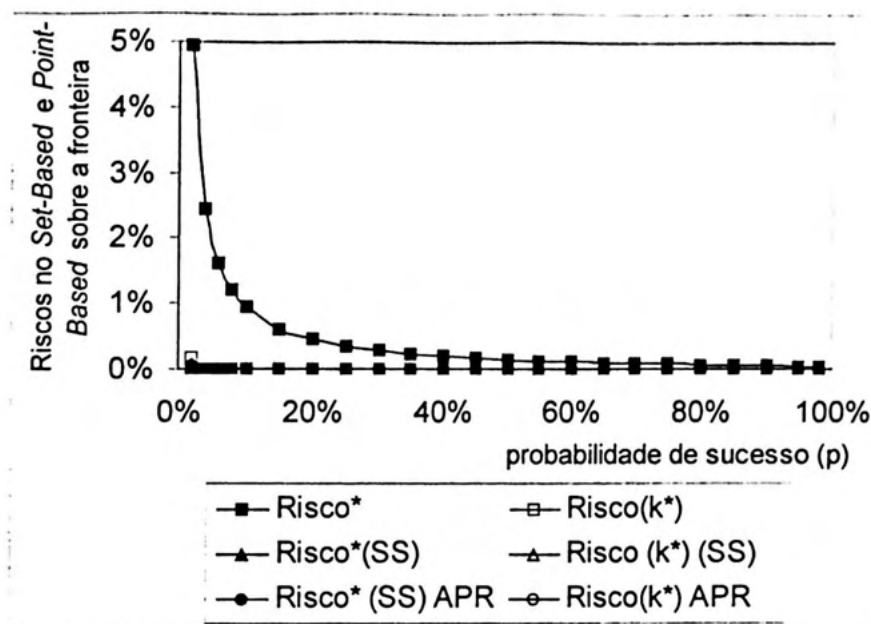 Riscos no Set-Based e Point-
Based sobre a fronteira
5%
4%
3%
2%
1%
0%
0%
20%
40%
60%
80%
100%
probabilidade de sucesso (p)
Risco*
Risco(k*)
Risco*(SS)
Risco (k*) (SS)
Risco* (SS) APR
Risco(k*) APR